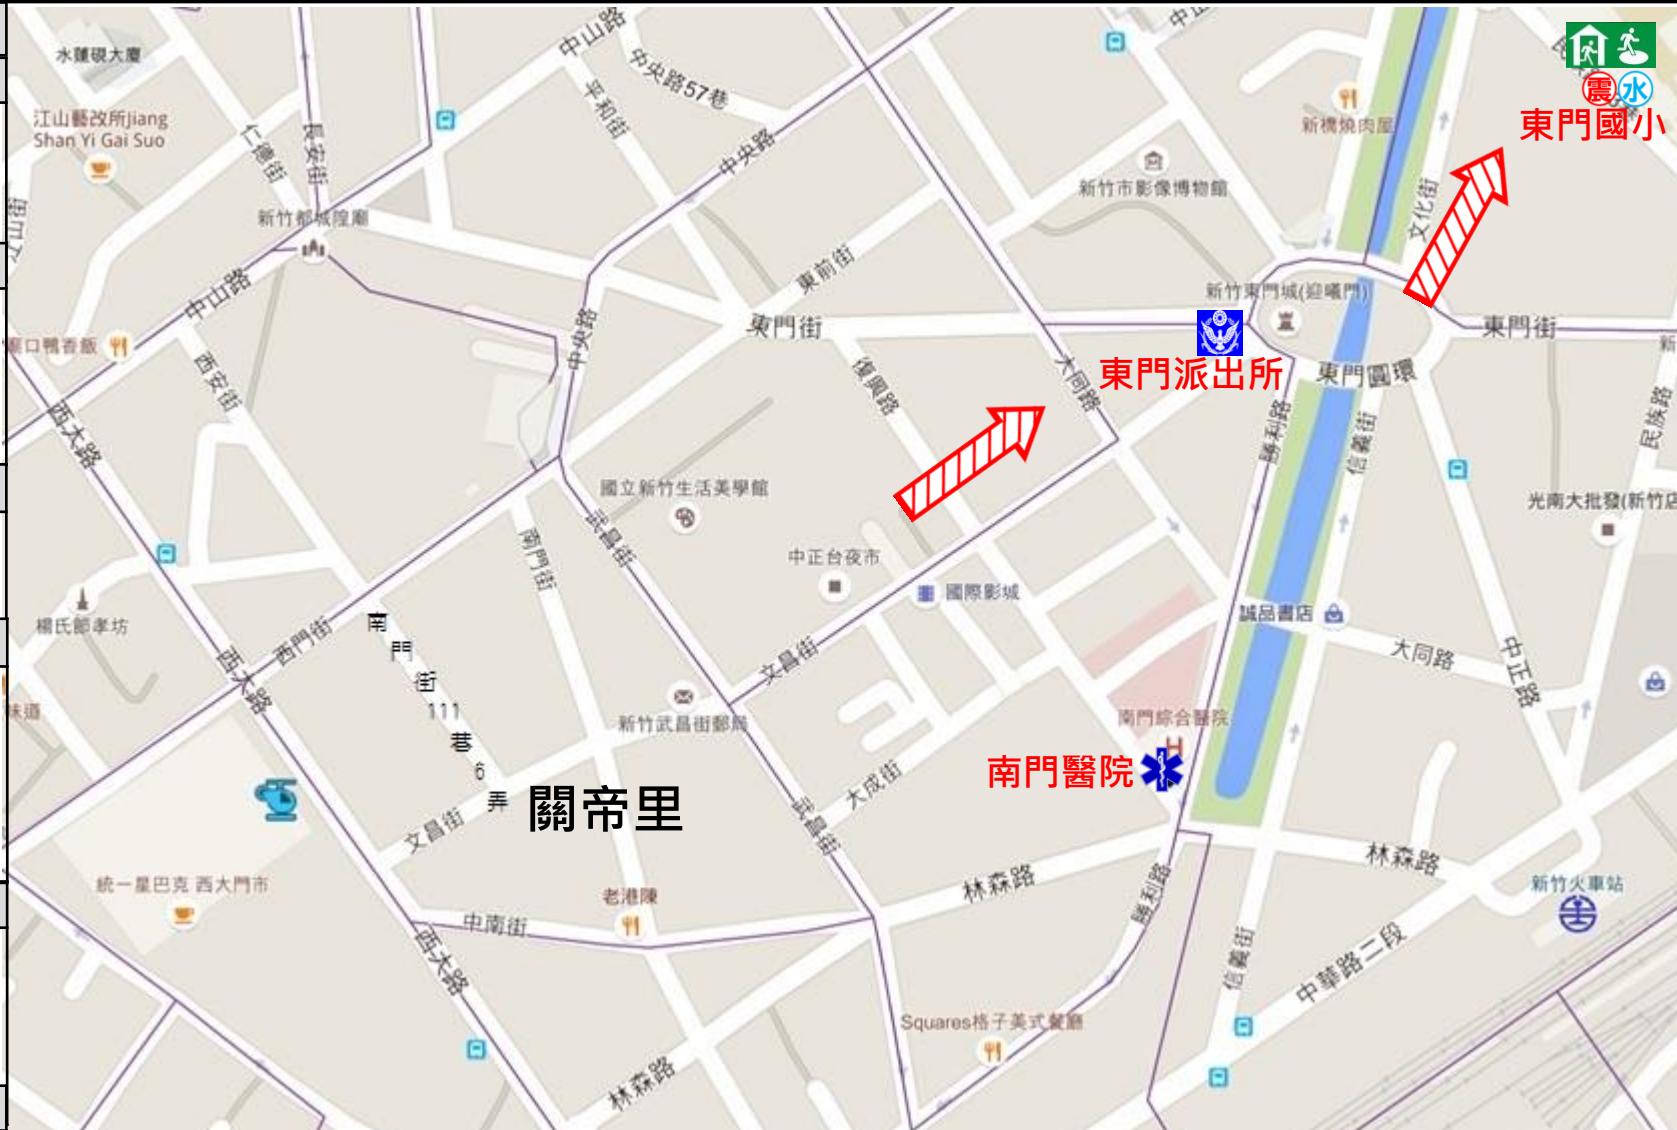 水蓮硯大廈
中山路
中央路57巷
平和街
江山藝改所jiang
Shan Yi Gai Suo
仁德街
長安街
中央路
江山街
新竹都城隍廟
中山路
東前街
新竹市影像博物館
新橋燒肉屋
震
水
東門國小
文化街
新竹東門城(迎曦門)
東門街
東門街
東門派出所
東門圓環
中央路
復興路
大同路
西安街
西大路
勝利路
信義街
民族路
國立新竹生活美學館
光南大批發(新竹店
武昌街
南門街
中正台夜市
國際影城
誠品書店
大同路
中正路
楊氏節孝坊
西門街
南
門
街
111
巷
6
弄
西大路
文昌街
新竹武昌街郵局
味道
南門綜合醫院
H
南門醫院
大成街
武昌街
關帝里
文昌街
林森路
林森路
勝利路
新竹火車站
統一星巴克 西大門市
老港陳
中南街
西大路
信義街
中華路二段
Squares格子美式餐廳
林森路